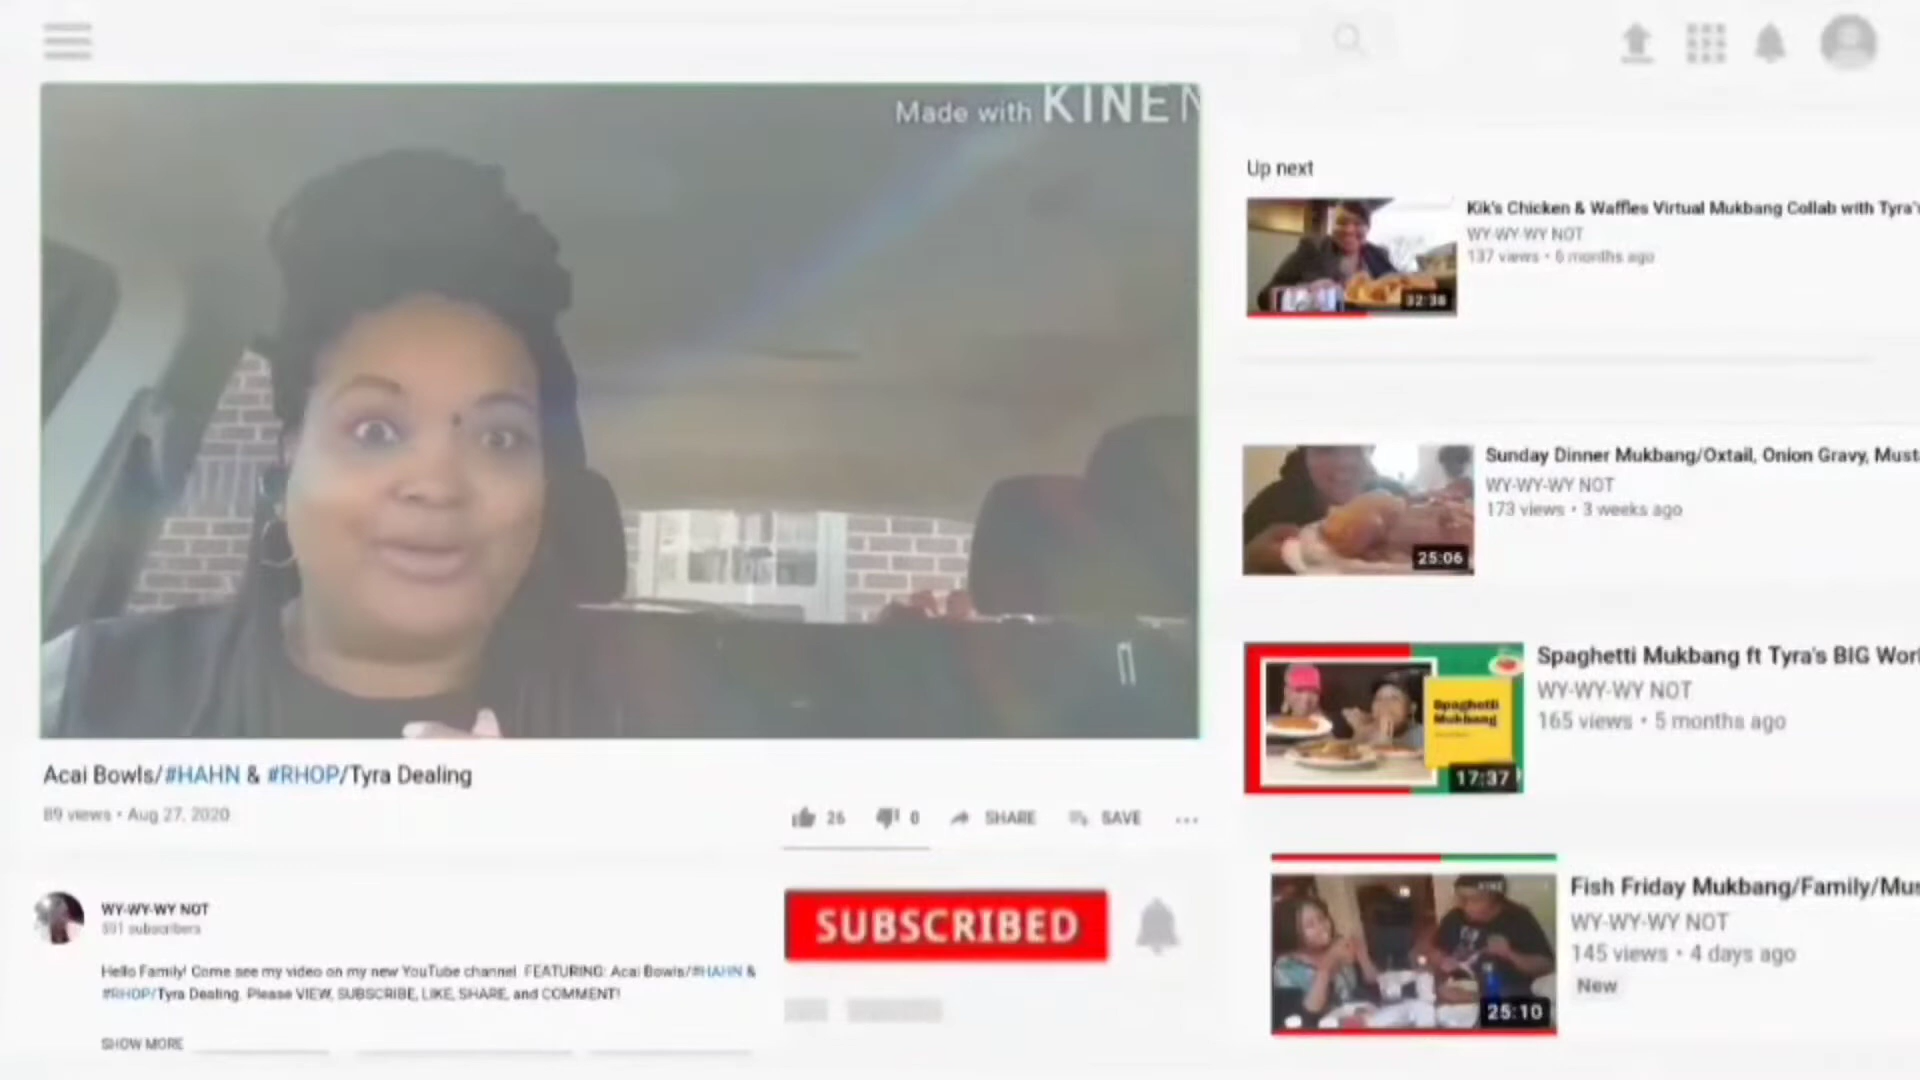 Made with KINEN
Up next
Kik's Chicken & Waffles Virtual Mukbang Collab with Tyra's
WY-WY-WY NOT
137 views • 6 months ago
32:38
Sunday Dinner Mukbang/Oxtail, Onion Gravy, Must
WY-WY-WY NOT
173 views • 3 weeks ago
25:06
Spaghetti Mukbang ft Tyra's BIG Worl
WY-WY-WY NOT
165 views • 5 months ago
Spaghetti
Mukbang
17:37
Fish Friday Mukbang/Family/Mus
WY-WY-WY NOT
145 views • 4 days ago
New
25:10
Acai Bowls/#HAHN & #RHOP/Tyra Dealing
89 views • Aug 27, 2020
26 0 SHARE SAVE
WY-WY-WY NOT
subscribers
SUBSCRIBED
Hello Family! Come see my video on my new YouTube channel FEATURING: Acai Bowls/#HAHN &
#RHOP/Tyra Dealing. Please VIEW, SUBSCRIBE, LIKE, SHARE, and COMMENT!
SHOW MORE